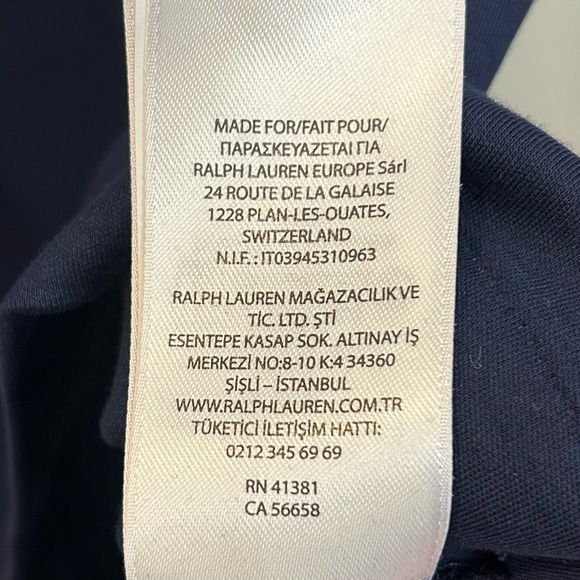 MADE FOR/FAIT POUR/
ΠΑΡΑΣΚΕΥΑΖΕΤΑΙ ΓΙΑ
RALPH LAUREN EUROPE Sárl
24 ROUTE DE LA GALAISE
1228 PLAN-LES-OUATES,
SWITZERLAND
N.I.F. : IT03945310963
RALPH LAUREN MAĞAZACILIK VE
TİC. LTD. ŞTİ
ESENTEPE KASAP SOK. ALTINAY İŞ
MERKEZİ NO:8-10 K:4 34360
ŞİŞLİ – İSTANBUL
WWW.RALPHLAUREN.COM.TR
TÜKETİCİ İLETİŞİM HATTI:
0212 345 69 69
RN 41381
CA 56658